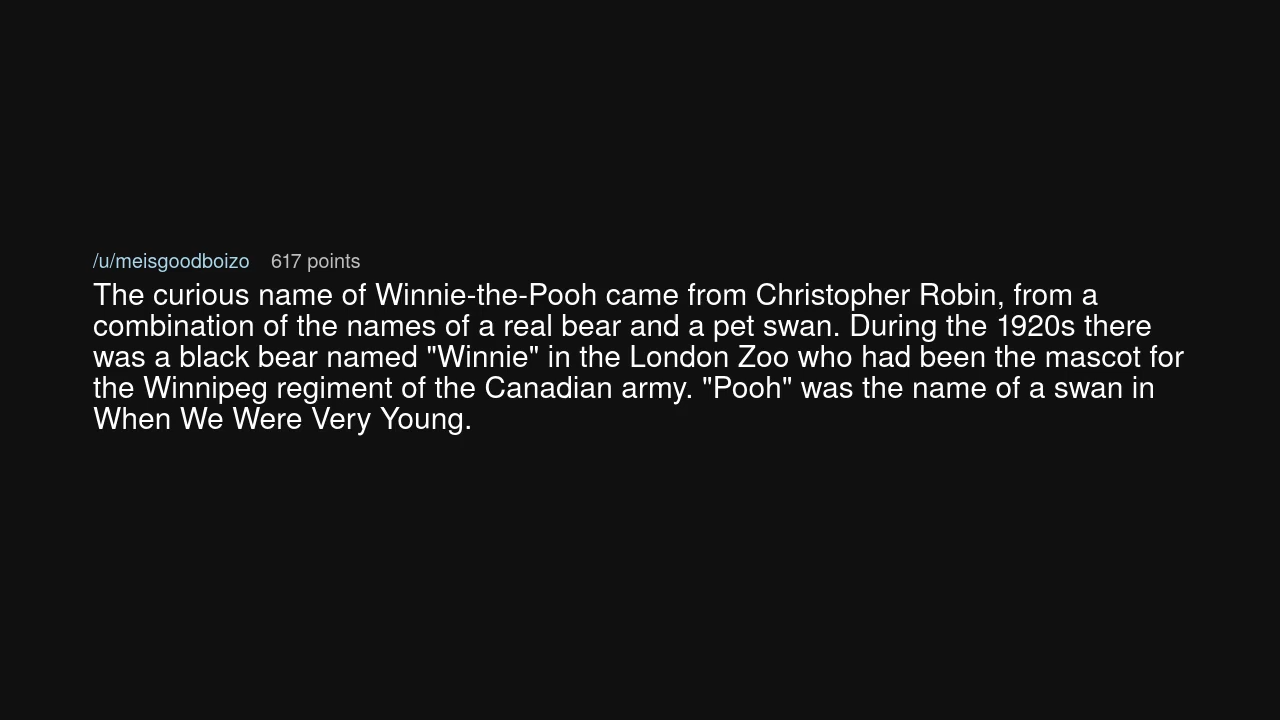 /u/meisgoodboizo 617 points
The curious name of Winnie-the-Pooh came from Christopher Robin, from a
combination of the names of a real bear and a pet swan. During the 1920s there
was a black bear named "Winnie" in the London Zoo who had been the mascot for
the Winnipeg regiment of the Canadian army. "Pooh" was the name of a swan in
When We Were Very Young.